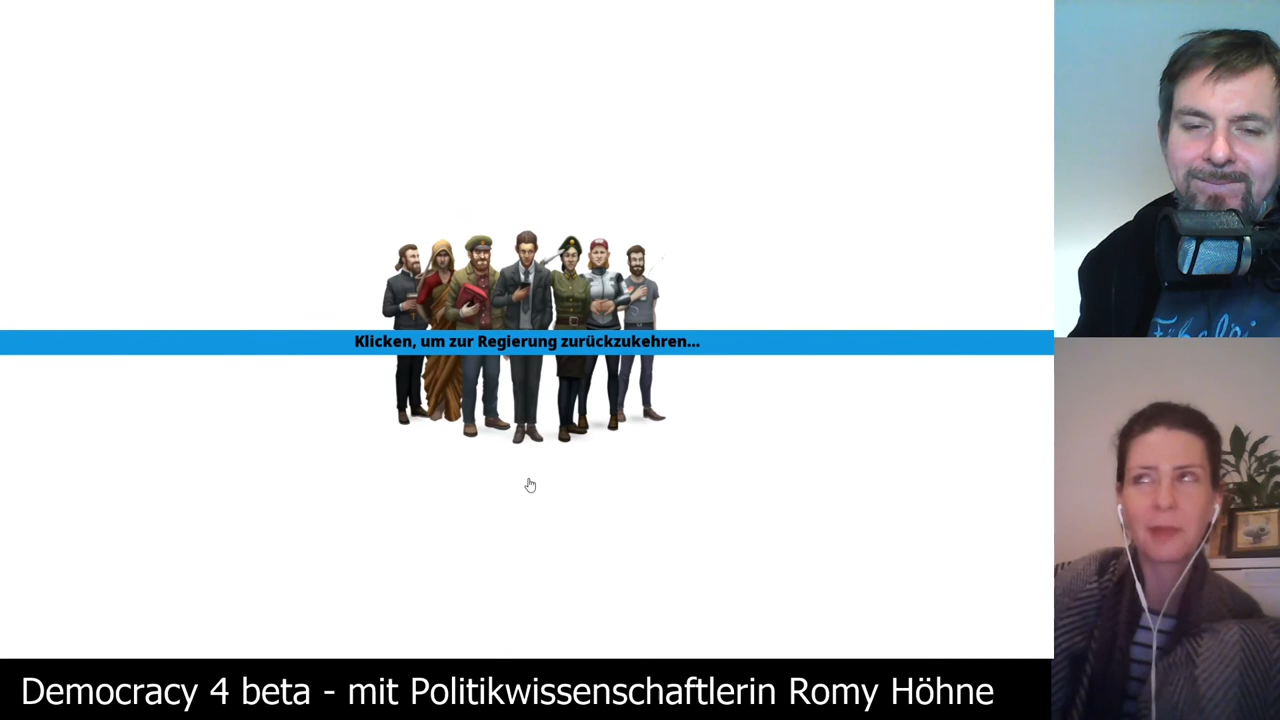 Klicken, um zur Regierung zurückzukehren...
Democracy 4 beta - mit Politikwissenschaftlerin Romy Höhne